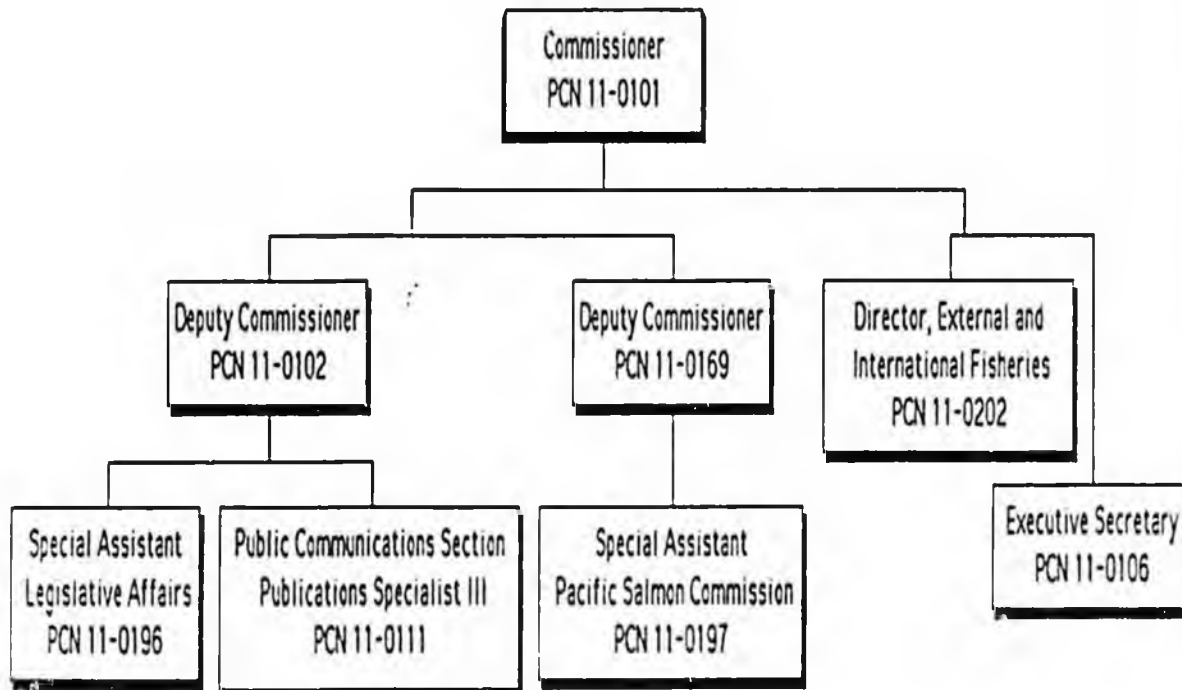 Commissioner
PCN 11-0101
Deputy Commissioner
PCN 11-0102
Deputy Commissioner
PCN 11-0169
Director, External and
International Fisheries
PCN 11-0202
Special Assistant
Legislative Affairs
PCN 11-0196
Public Communications Section
Publications Specialist III
PCN 11-0111
Special Assistant
Pacific Salmon Commission
PCN 11-0197
Executive Secretary
PCN 11-0106